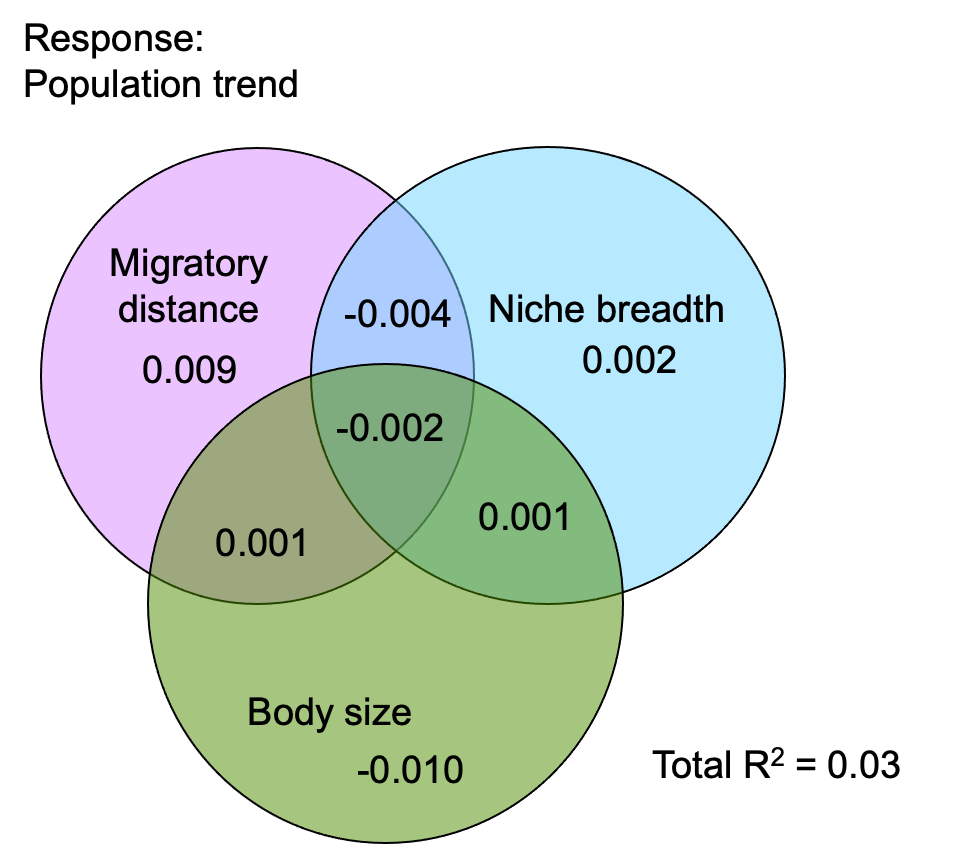 Response:
Population trend
Migratory
distance
0.009
-0.004
Niche breadth
0.002
-0.002
0.001
0.001
Body size
-0.010
Total R² = 0.03